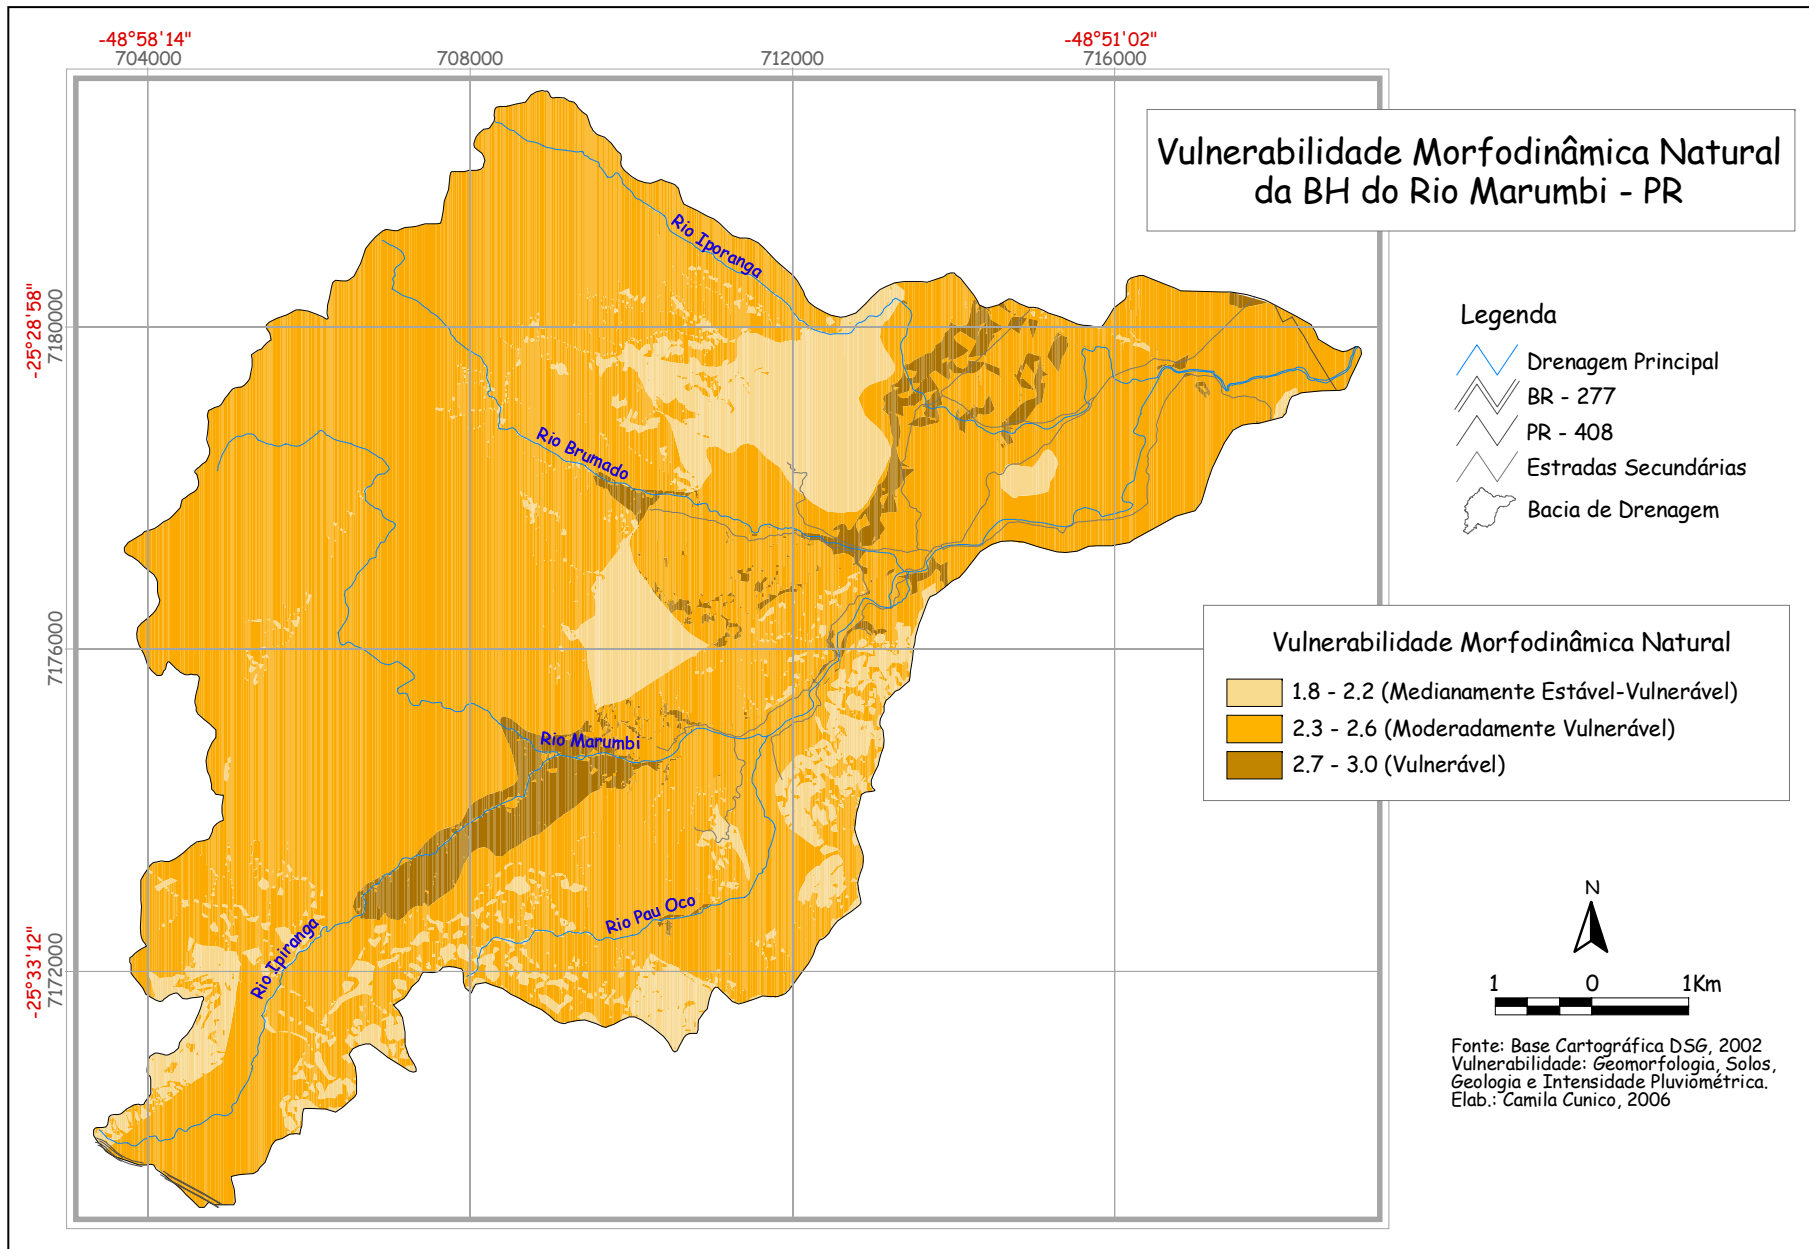 -48°58'14"
-48°51'02"
704000
708000
712000
716000
Vulnerabilidade Morfodinâmica Natural
da BH do Rio Marumbi - PR
-25°28'58"
7180000
7176000
-25°33'12"
7172000
Rio Iporanga
Rio Brumado
Rio Marumbi
Rio Pau Oco
Rio Ipiranga
Legenda
Drenagem Principal
BR - 277
PR - 408
Estradas Secundárias
Bacia de Drenagem
Vulnerabilidade Morfodinâmica Natural
1.8 - 2.2 (Medianamente Estável-Vulnerável)
2.3 - 2.6 (Moderadamente Vulnerável)
2.7 - 3.0 (Vulnerável)
N
1 0 1Km
Fonte: Base Cartográfica DSG, 2002
Vulnerabilidade: Geomorfologia, Solos,
Geologia e Intensidade Pluviométrica.
Elab.: Camila Cunico, 2006